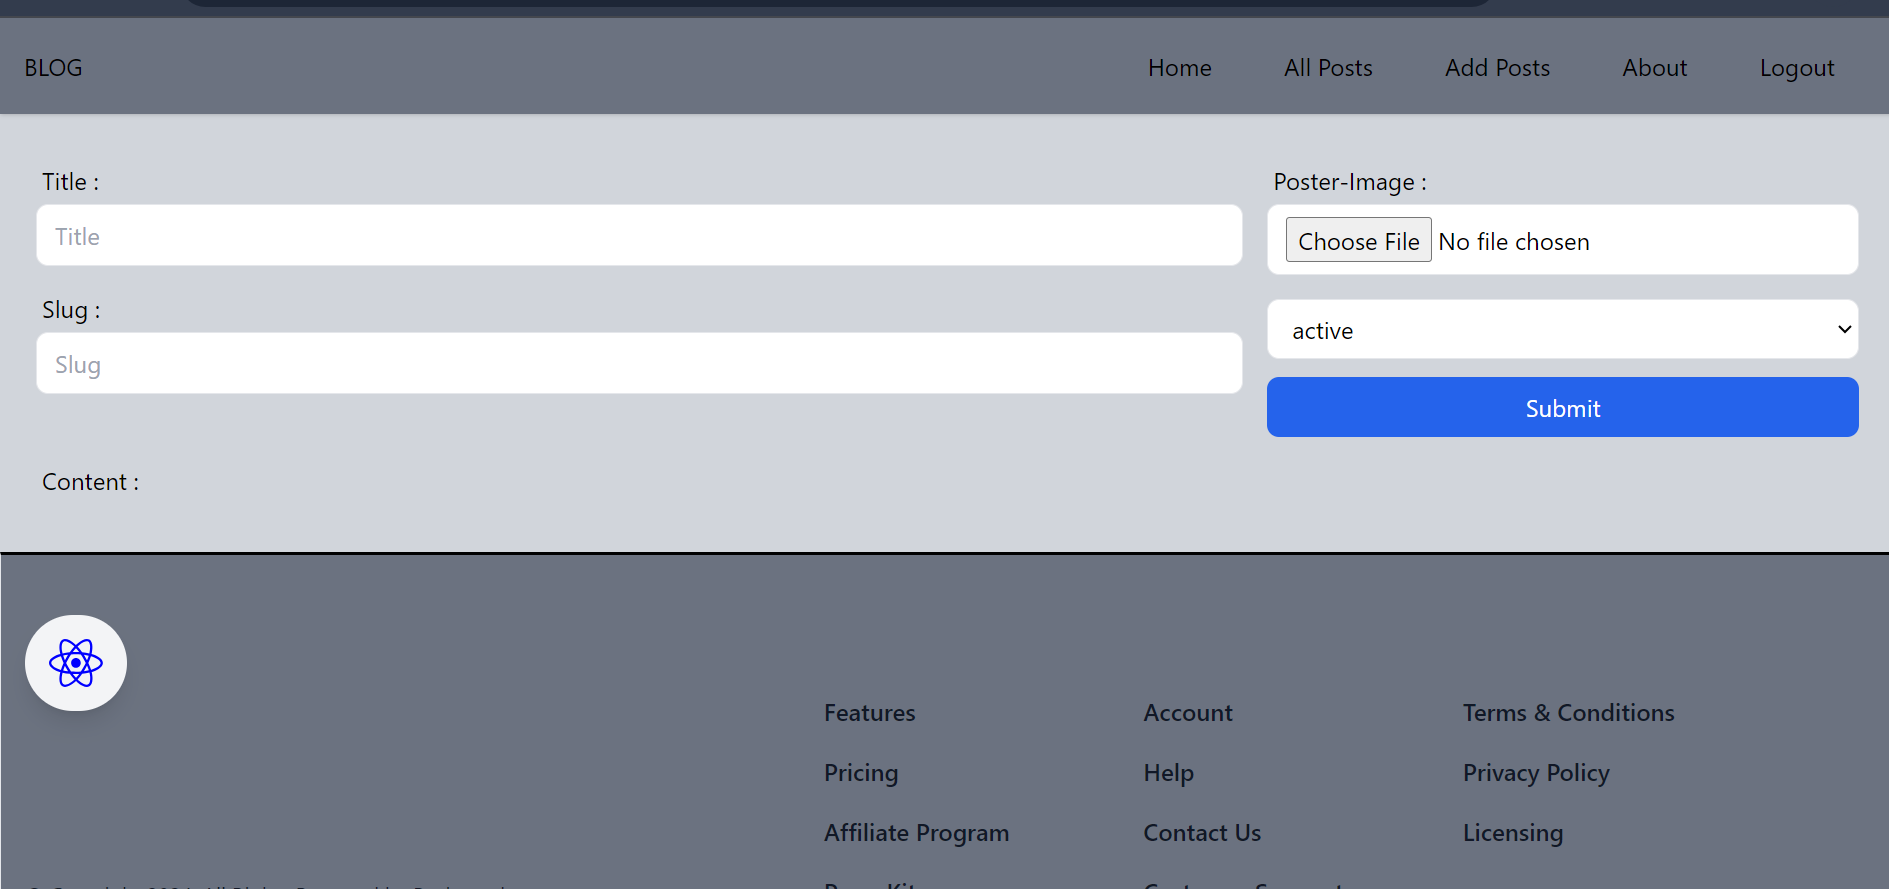 BLOG
Home All Posts Add Posts About Logout
Title :
Title
Slug :
Slug
Content :
Poster-Image :
Choose File No file chosen
active
Submit
Features
Pricing
Affiliate Program
Account
Help
Contact Us
Terms & Conditions
Privacy Policy
Licensing